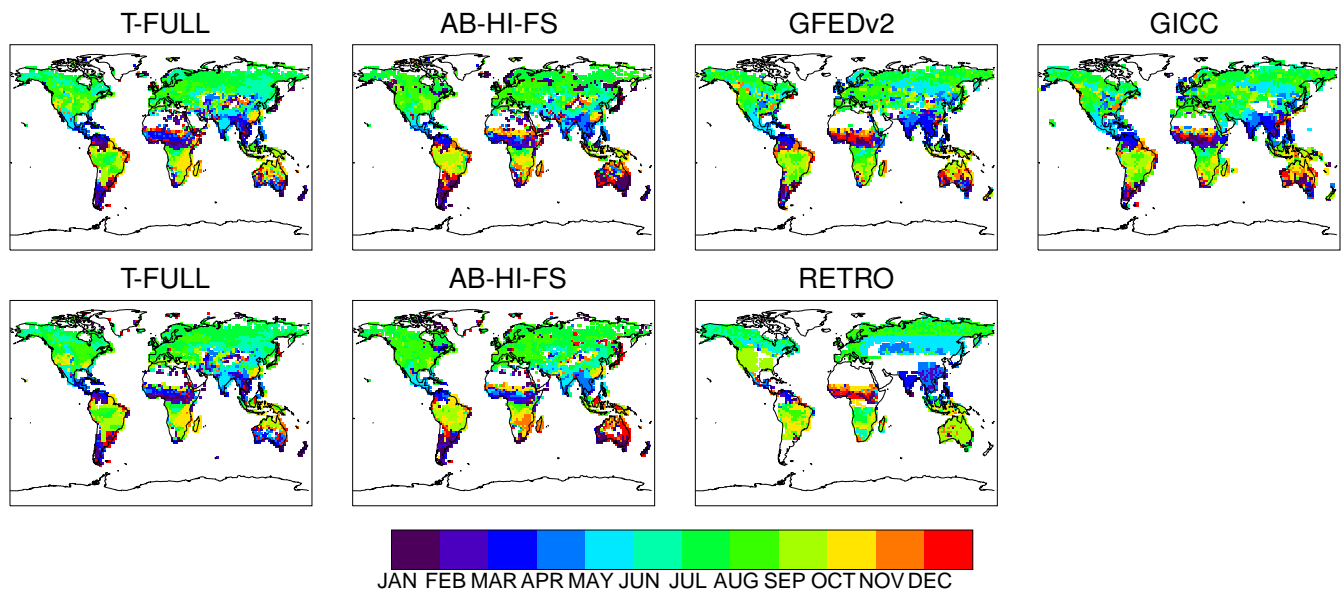 T-FULL AB-HI-FS GFEDv2 GICC
T-FULL AB-HI-FS RETRO
JAN FEB MAR APR MAY JUN JUL AUG SEP OCT NOV DEC